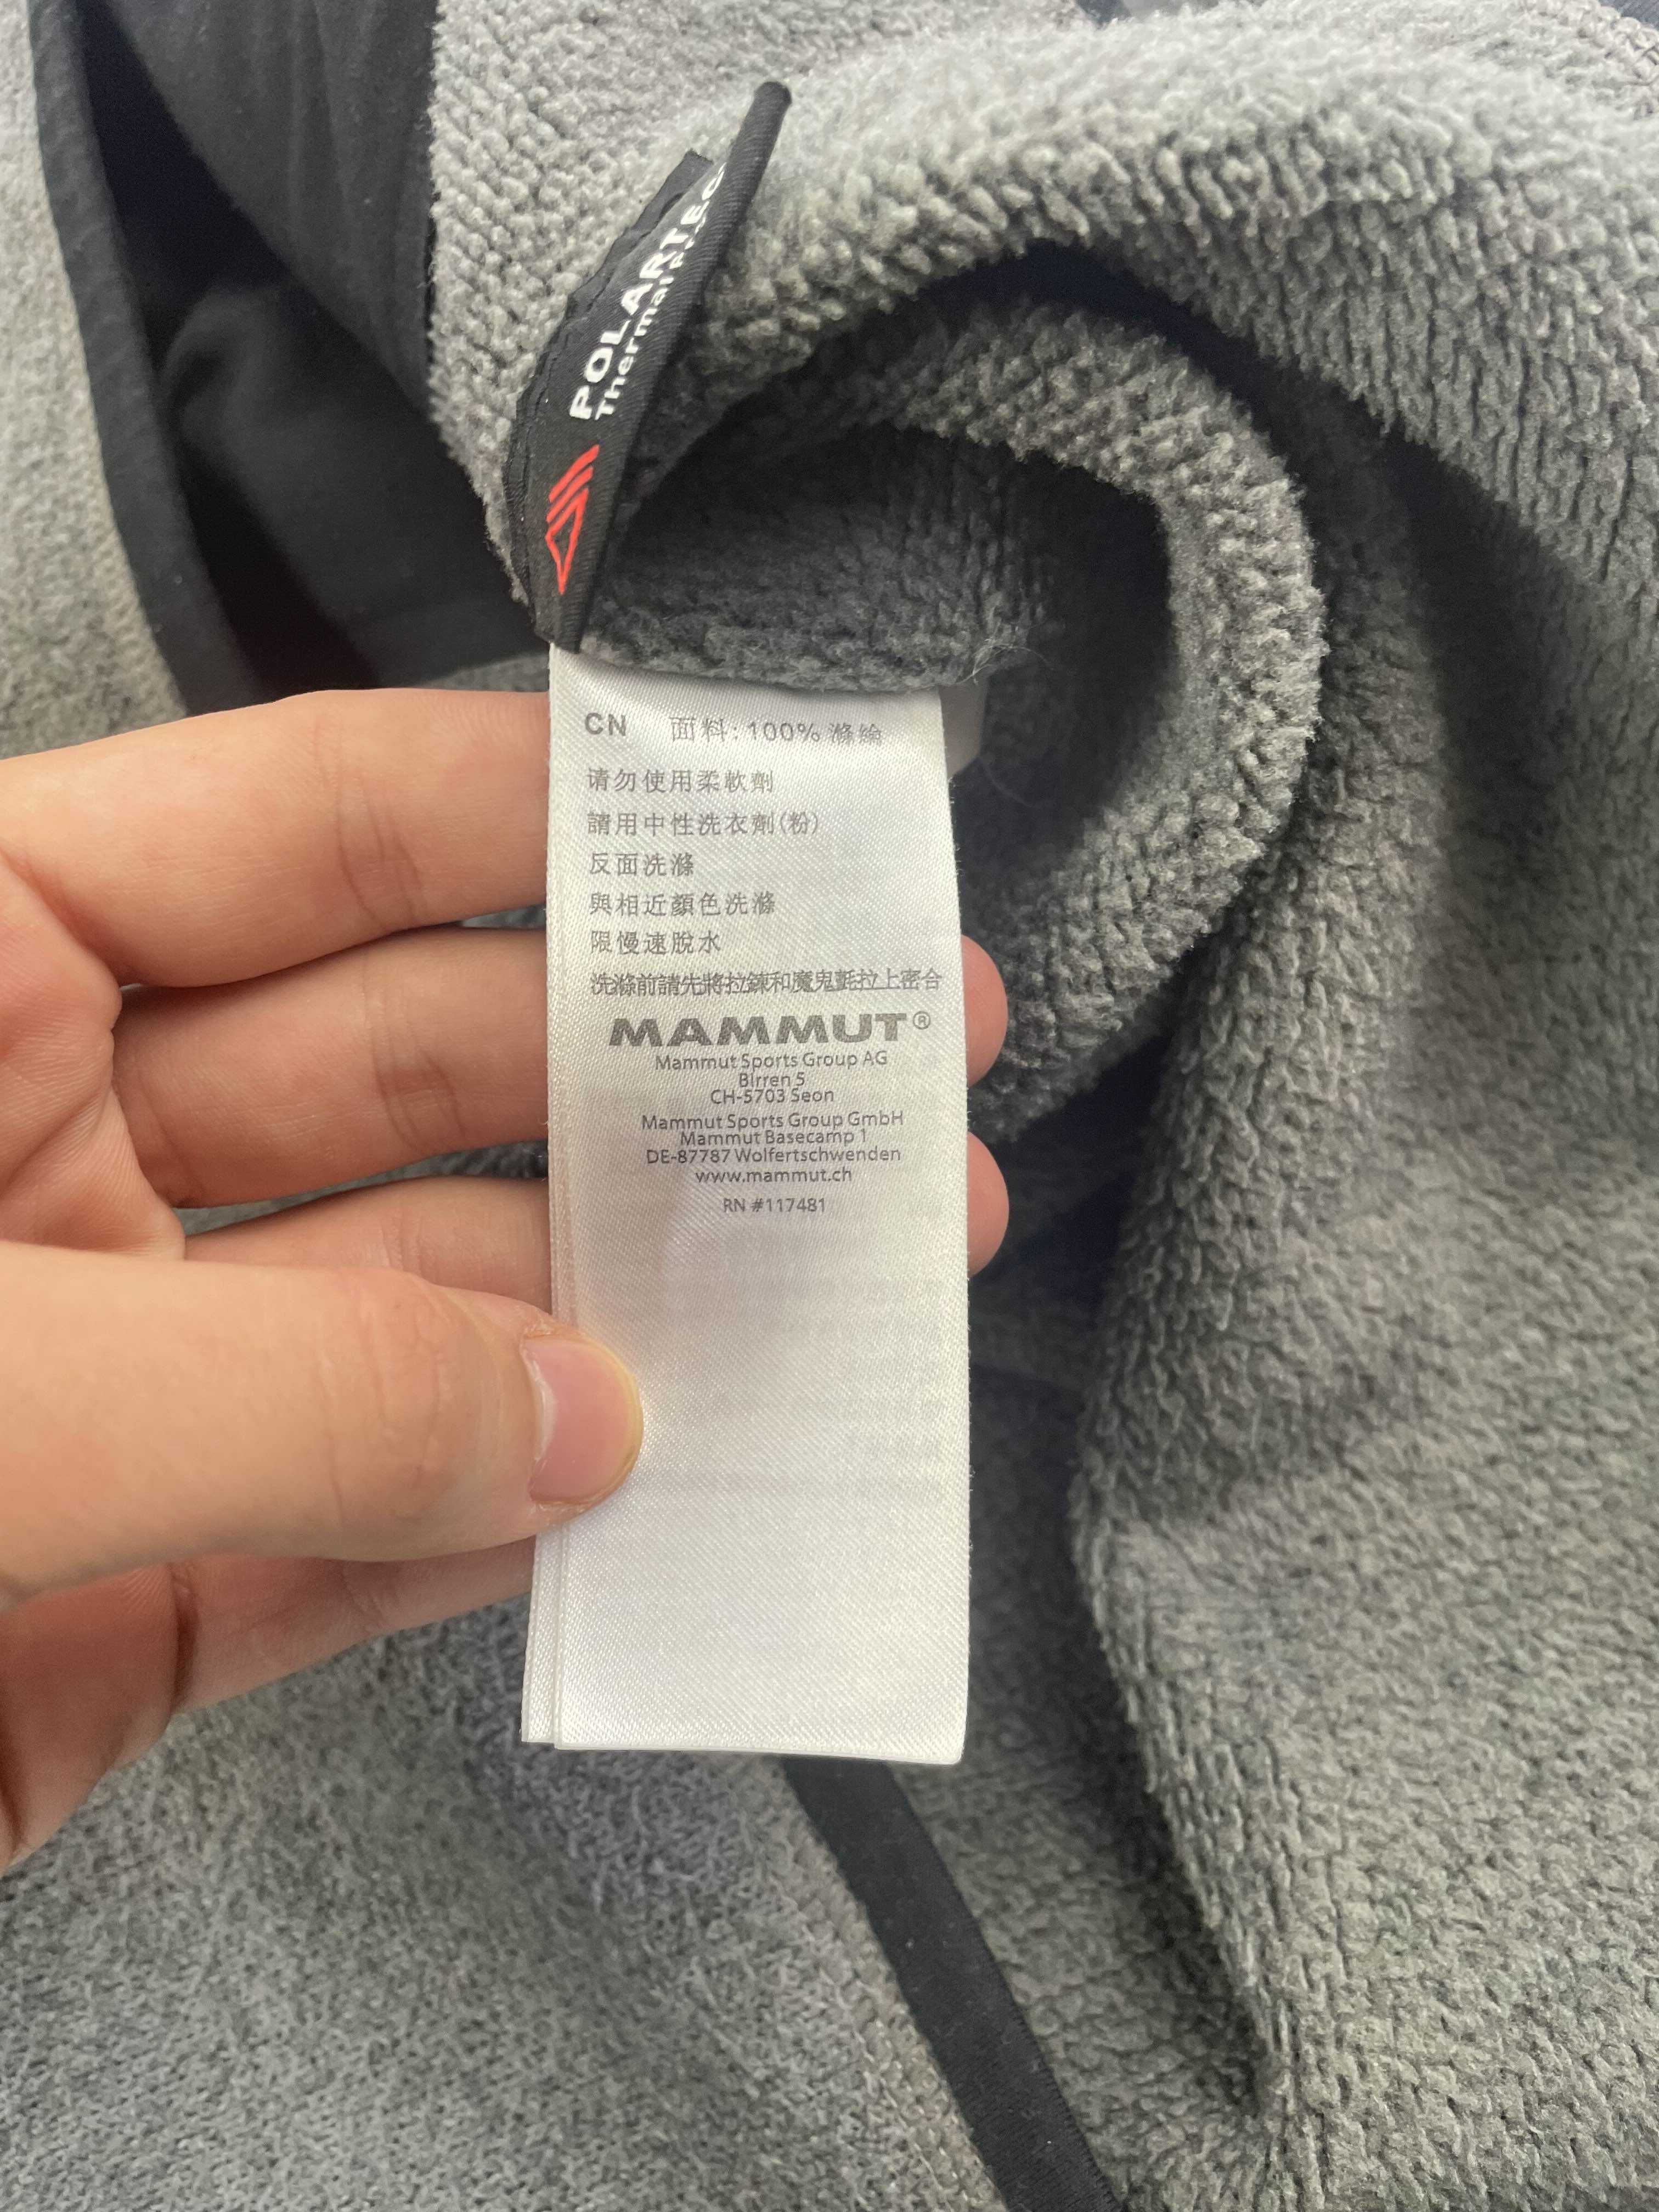 POLARTEC
Thermal
CN 面料: 100% 滌綸
请勿使用柔軟劑
請用中性洗衣劑(粉)
反面洗滌
與相近顏色洗滌
限慢速脫水
洗滌前請先將拉鍊和魔鬼氈拉上密合
MAMMUT®
Mammut Sports Group AG
Birren 5
CH-5703 Seon
Mammut Sports Group GmbH
Mammut Basecamp 1
DE-87787 Wolfertschwenden
www.mammut.ch
RN #117481